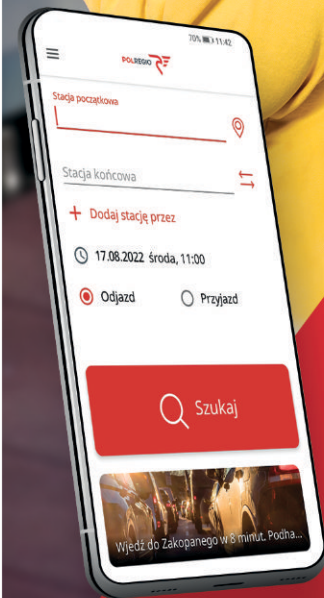 70% 11:42
POLREGIO
Stacja początkowa
Stacja końcowa
+ Dodaj stację przez
17.08.2022 środa, 11:00
Odjazd Przyjazd
Szukaj
Wjedź do Zakopanego w 8 minut. Podha...